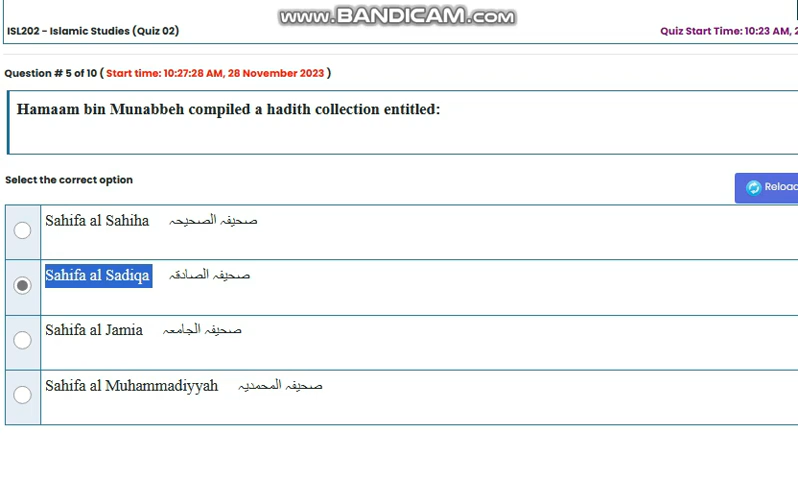 www.BANDICAM.com
ISL202 - Islamic Studies (Quiz 02)
Quiz Start Time: 10:23 AM, 2
Question # 5 of 10 ( Start time: 10:27:28 AM, 28 November 2023 )
Hamaam bin Munabbeh compiled a hadith collection entitled:
Select the correct option
Reload
Sahifa al Sahiha صحیفہ الصحیحہ
Sahifa al Sadiqa صحیفہ الصادقہ
Sahifa al Jamia صحیفہ الجامعہ
Sahifa al Muhammadiyyah صحیفہ المحمدیہ